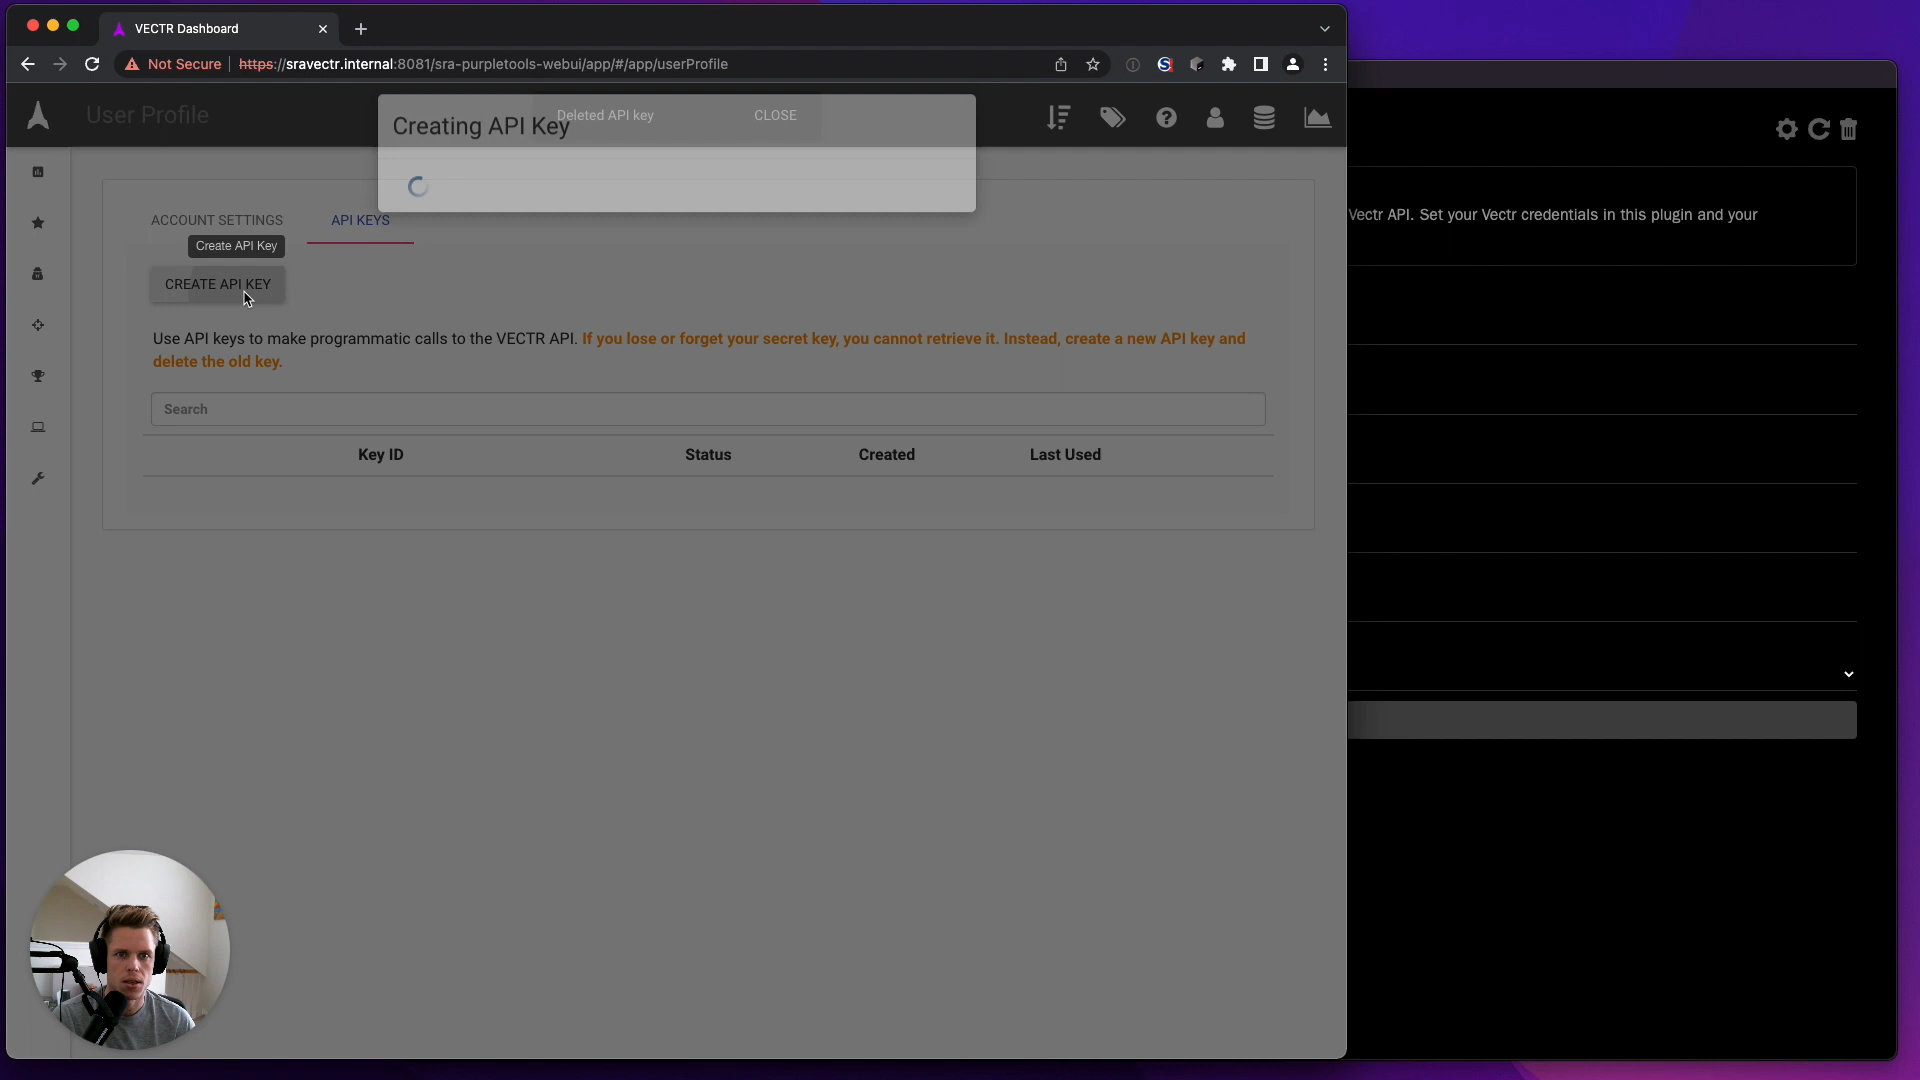 VECTR Dashboard
Not Secure
https://sravectr.internal:8081/sra-purpletools-webui/app/#/app/userProfile
User Profile
Creating API Key
Deleted API key
CLOSE
ACCOUNT SETTINGS
API KEYS
Create API Key
CREATE API KEY
Use API keys to make programmatic calls to the VECTR API. If you lose or forget your secret key, you cannot retrieve it. Instead, create a new API key and
delete the old key.
Search
Key ID
Status
Created
Last Used
Vectr API. Set your Vectr credentials in this plugin and your